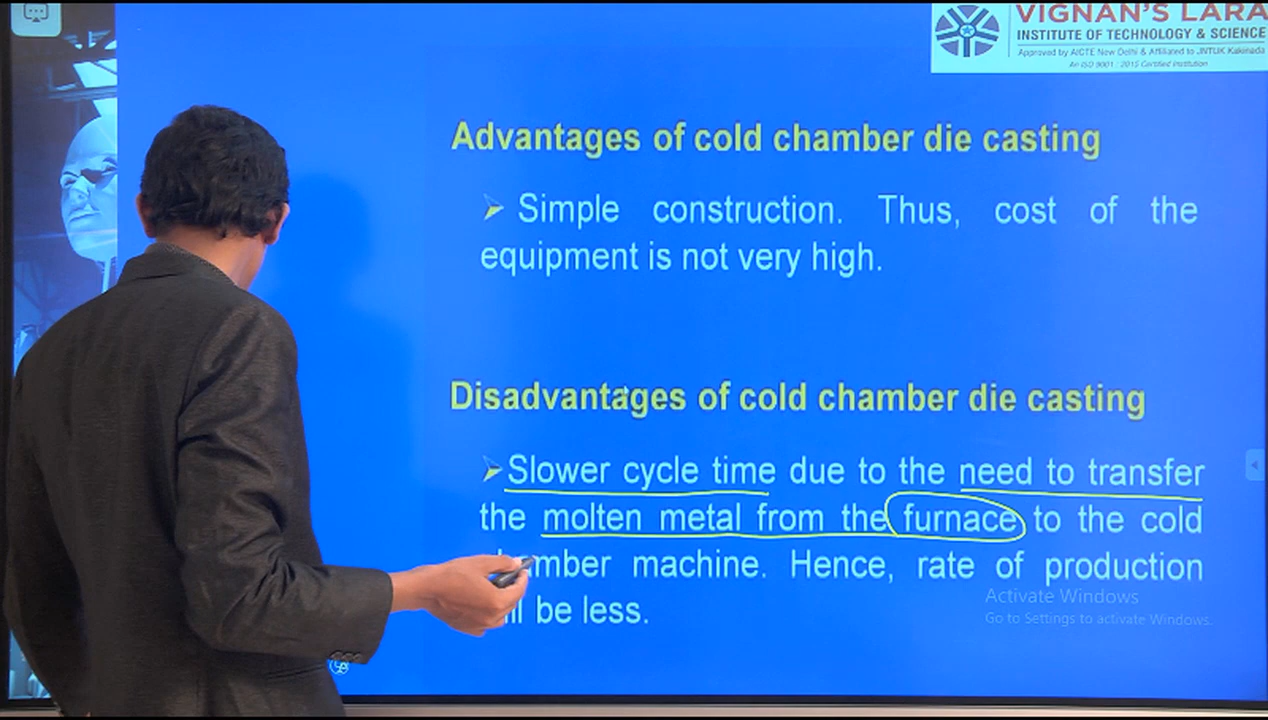 VIGNAN'S LARA
INSTITUTE OF TECHNOLOGY & SCIENCE
Approved by AICTE New Delhi & Affiliated to JNTUK Kakinada
An ISO 9001 : 2015 Certified Institution
Advantages of cold chamber die casting
Simple construction. Thus, cost of the
equipment is not very high.
Disadvantages of cold chamber die casting
Slower cycle time due to the need to transfer
the molten metal from the furnace to the cold
machine. Hence, rate of production
be less.
Activate Windows
Go to Settings to activate Windows.